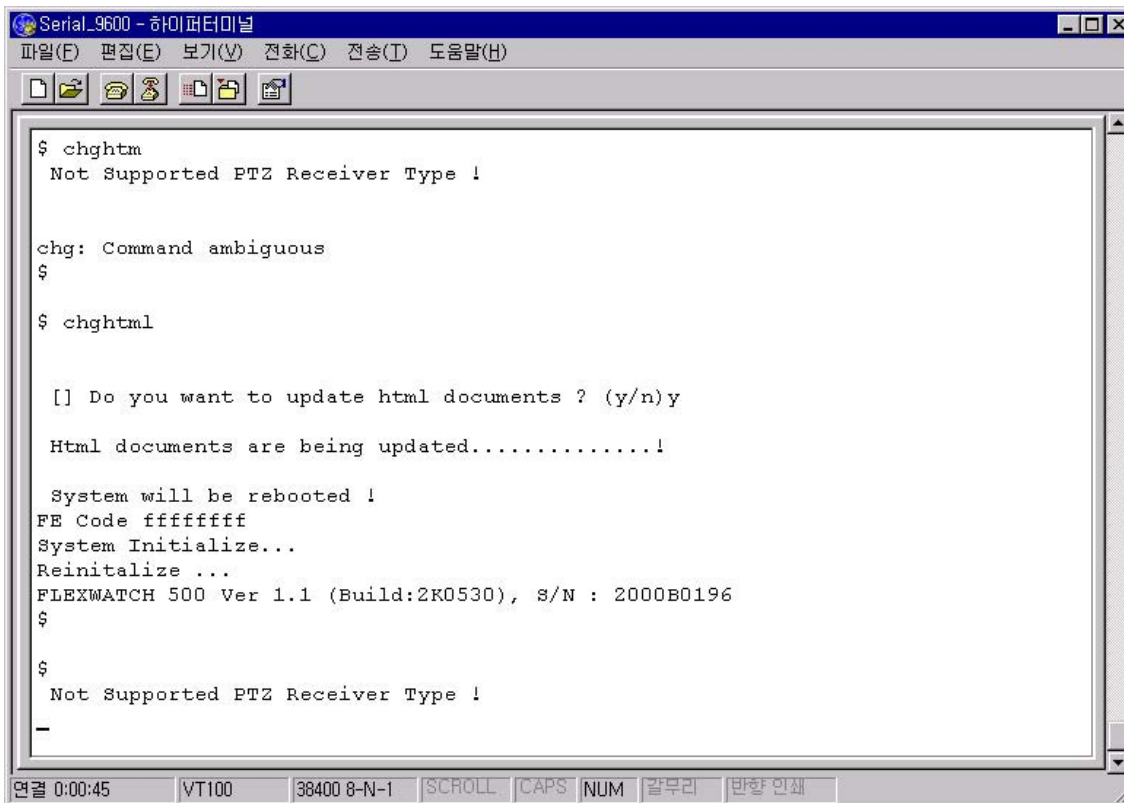 Serial_9600 - 하이퍼터미널
파일(F) 편집(E) 보기(V) 전화(C) 전송(T) 도움말(H)
$ chghtm
Not Supported PTZ Receiver Type !
chg: Command ambiguous
$
$ chghtml
[] Do you want to update html documents ? (y/n)y
Html documents are being updated...............!
System will be rebooted !
FE Code ffffffff
System Initialize...
Reinitalize ...
FLEXWATCH 500 Ver 1.1 (Build:2K0530), S/N : 2000B0196
$
$
Not Supported PTZ Receiver Type !
_
연결 0:00:45 VT100 38400 8-N-1 SCROLL CAPS NUM 갈무리 반향 인쇄